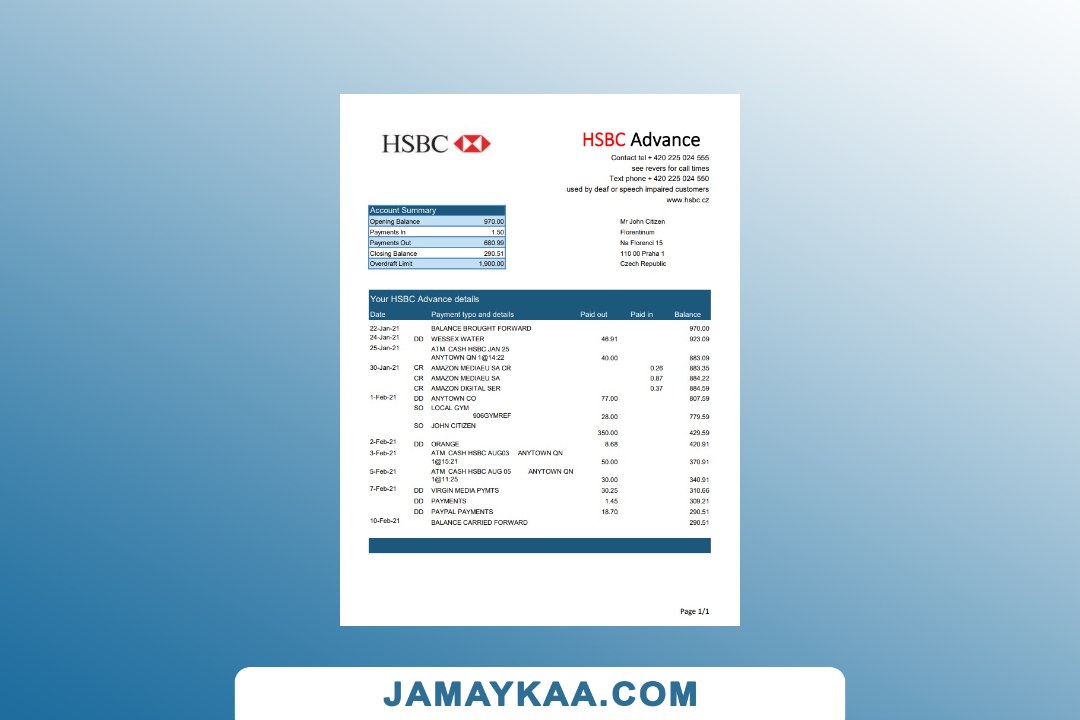 HSBC
HSBC Advance
Contact tel + 420 225 024 555
see revers for call times
Text phone + 420 225 024 550
used by deaf or speech impaired customers
www.hsbc.cz
Account Summary
Opening Balance 970.00
Payments In 1.50
Payments Out 680.99
Closing Balance 290.51
Overdraft Limit 1,900.00
Mr John Citizen
Florentinum
Na Florenci 15
110 00 Praha 1
Czech Republic
Your HSBC Advance details
Date Payment typo and details Paid out Paid in Balance
22-Jan-21 BALANCE BROUGHT FORWARD 970.00
24-Jan-21 DD WESSEX WATER 46.91 923.09
25-Jan-21 ATM CASH HSBC JAN 25
ANYTOWN QN 1@14:22 40.00 883.09
30-Jan-21 CR AMAZON MEDIAEU SA CR 0.26 883.35
CR AMAZON MEDIAEU SA 0.87 884.22
CR AMAZON DIGITAL SER 0.37 884.59
1-Feb-21 DD ANYTOWN CO 77.00 807.59
SO LOCAL GYM
906GYMREF 28.00 779.59
SO JOHN CITIZEN
350.00 429.59
2-Feb-21 DD ORANGE 8.68 420.91
3-Feb-21 ATM CASH HSBC AUG03 ANYTOWN QN
1@15:21 50.00 370.91
5-Feb-21 ATM CASH HSBC AUG 05 ANYTOWN QN
1@11:25 30.00 340.91
7-Feb-21 DD VIRGIN MEDIA PYMTS 30.25 310.66
DD PAYMENTS 1.45 309.21
DD PAYPAL PAYMENTS 18.70 290.51
10-Feb-21 BALANCE CARRIED FORWARD 290.51
Page 1/1
JAMAYKAA.COM